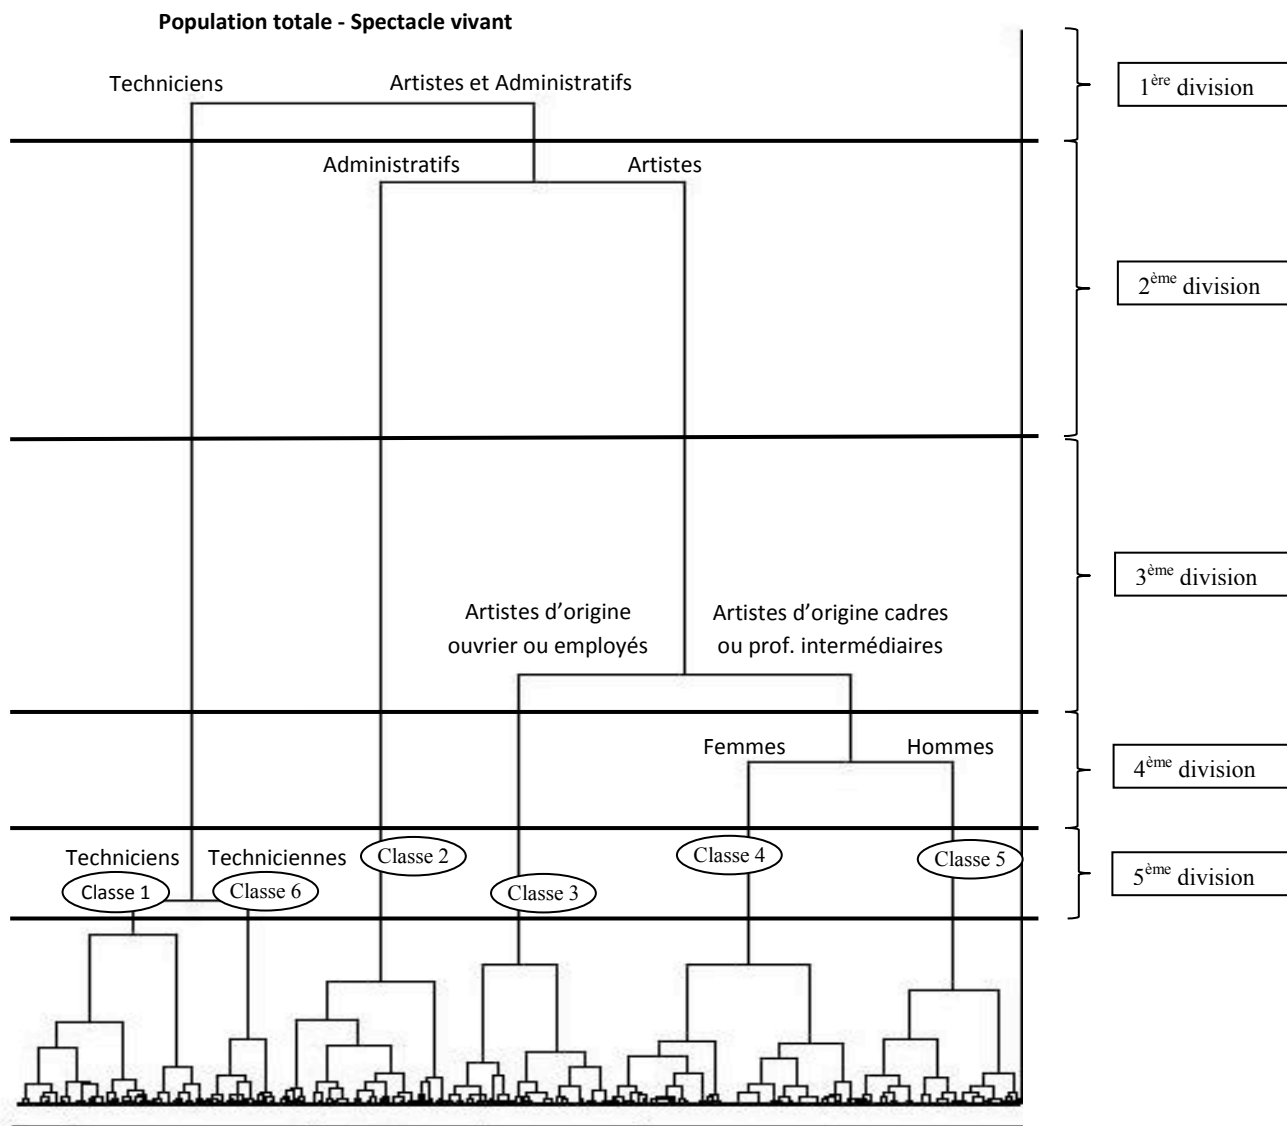 Population totale - Spectacle vivant
Techniciens
Artistes et Administratifs
1ère division
Administratifs
Artistes
2ème division
3ème division
Artistes d’origine
ouvrier ou employés
Artistes d’origine cadres
ou prof. intermédiaires
Femmes
Hommes
4ème division
Techniciens
Techniciennes
Classe 2
Classe 4
Classe 5
Classe 1
Classe 6
Classe 3
5ème division